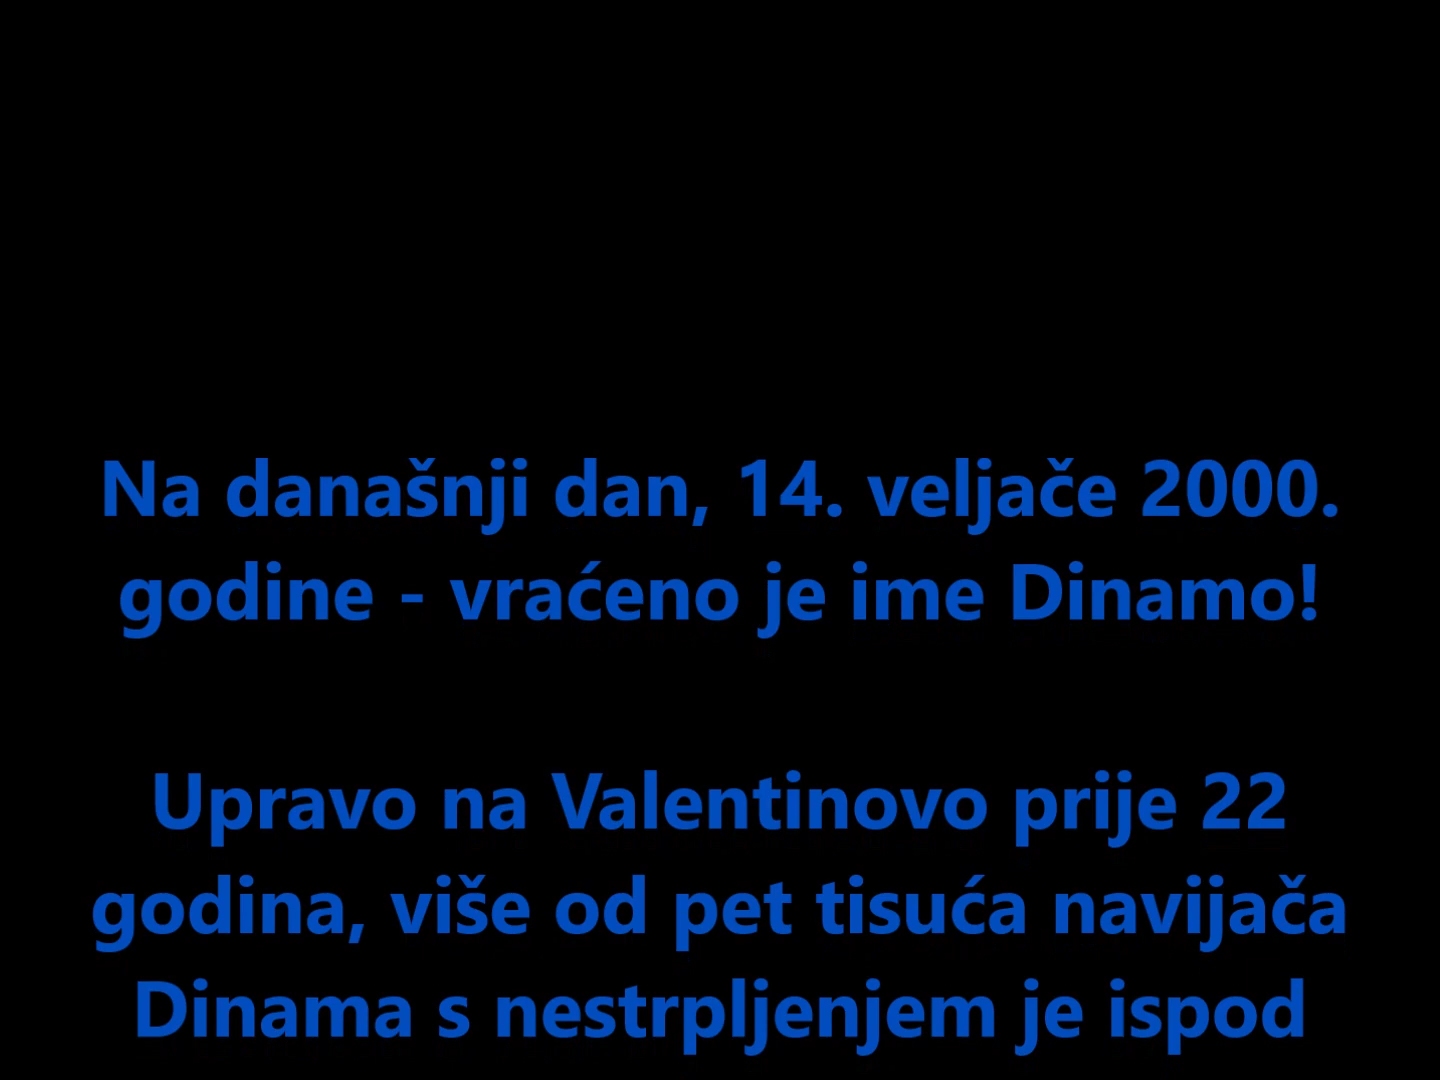 Na današnji dan, 14. veljače 2000.
godine - vraćeno je ime Dinamo!
Upravo na Valentinovo prije 22
godina, više od pet tisuća navijača
Dinama s nestrpljenjem je ispod